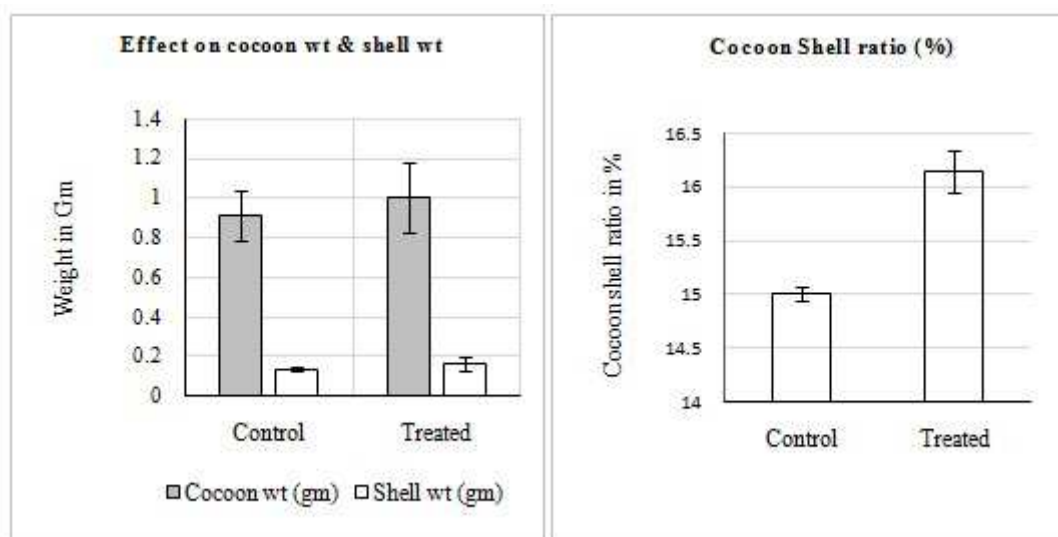 Effect on cocoon wt & shell wt
Weight in Gm
1.4
1.2
1
0.8
0.6
0.4
0.2
0
Control Treated
Cocoon wt (gm) Shell wt (gm)
Cocoon Shell ratio (%)
Cocoon shell ratio in %
16.5
16
15.5
15
14.5
14
Control Treated